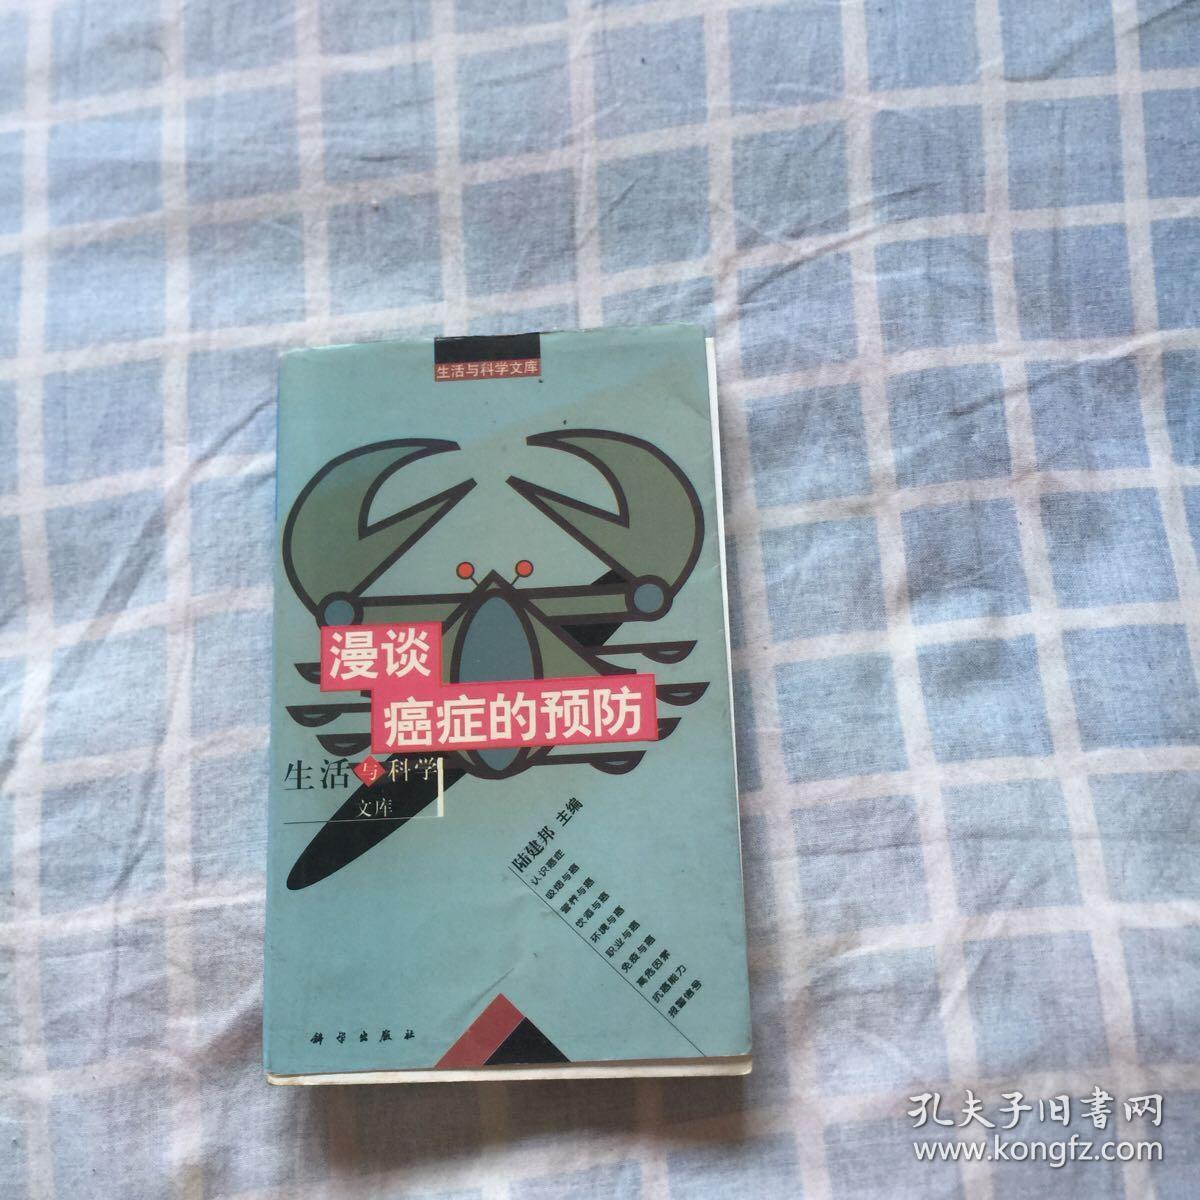 生活与科学文库
漫谈
癌症的预防
生活与科学
文库
陆建邦 主编
认识癌症
吸烟与癌
营养与癌
饮酒与癌
环境与癌
职业与癌
免疫与癌
高危因素
抗癌能力
报警信号
科学出版社
孔夫子旧書网
www.kongfz.com